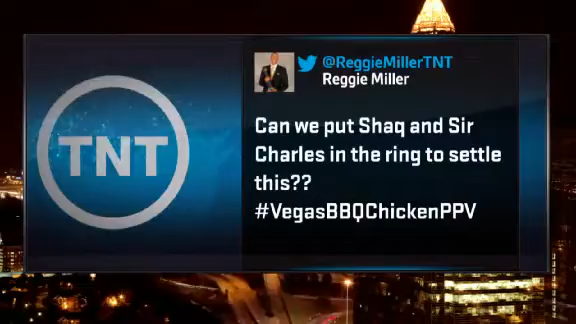 TNT
@ReggieMillerTNT
Reggie Miller
Can we put Shaq and Sir
Charles in the ring to settle
this??
#VegasBBQChickenPPV